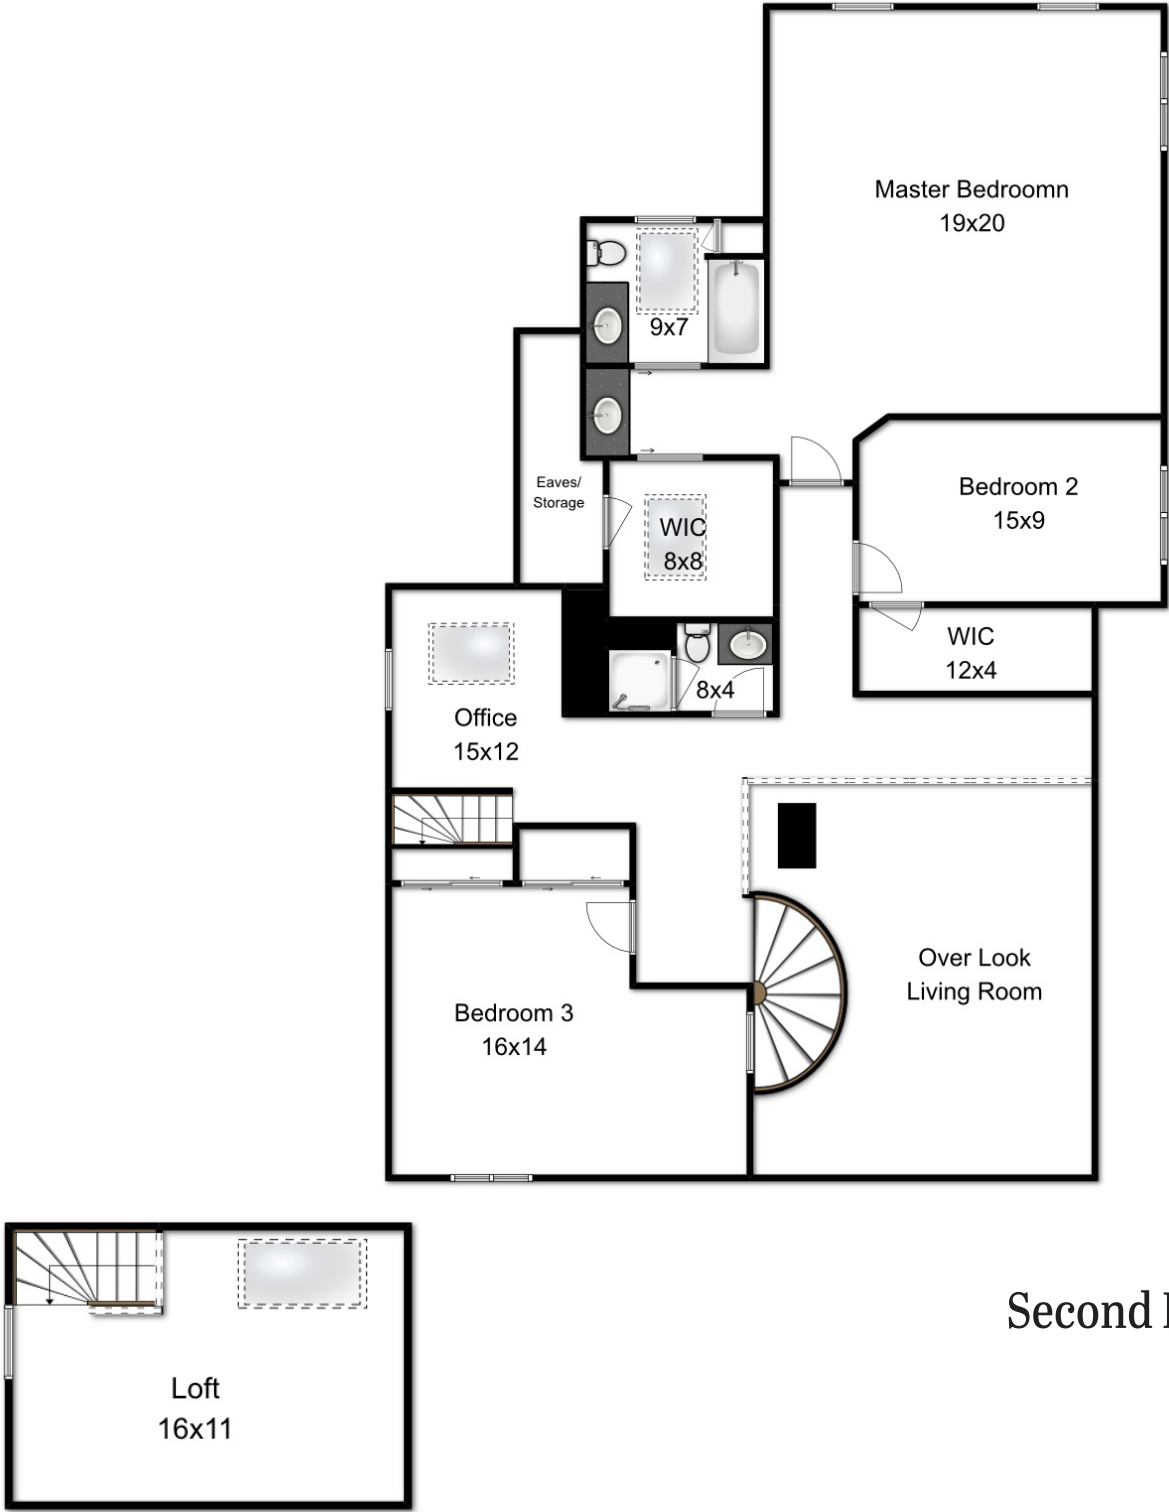 Master Bedroomn
19x20
9x7
Eaves/
Storage
WIC
8x8
Bedroom 2
15x9
WIC
12x4
8x4
Office
15x12
Over Look
Living Room
Bedroom 3
16x14
Second
Loft
16x11